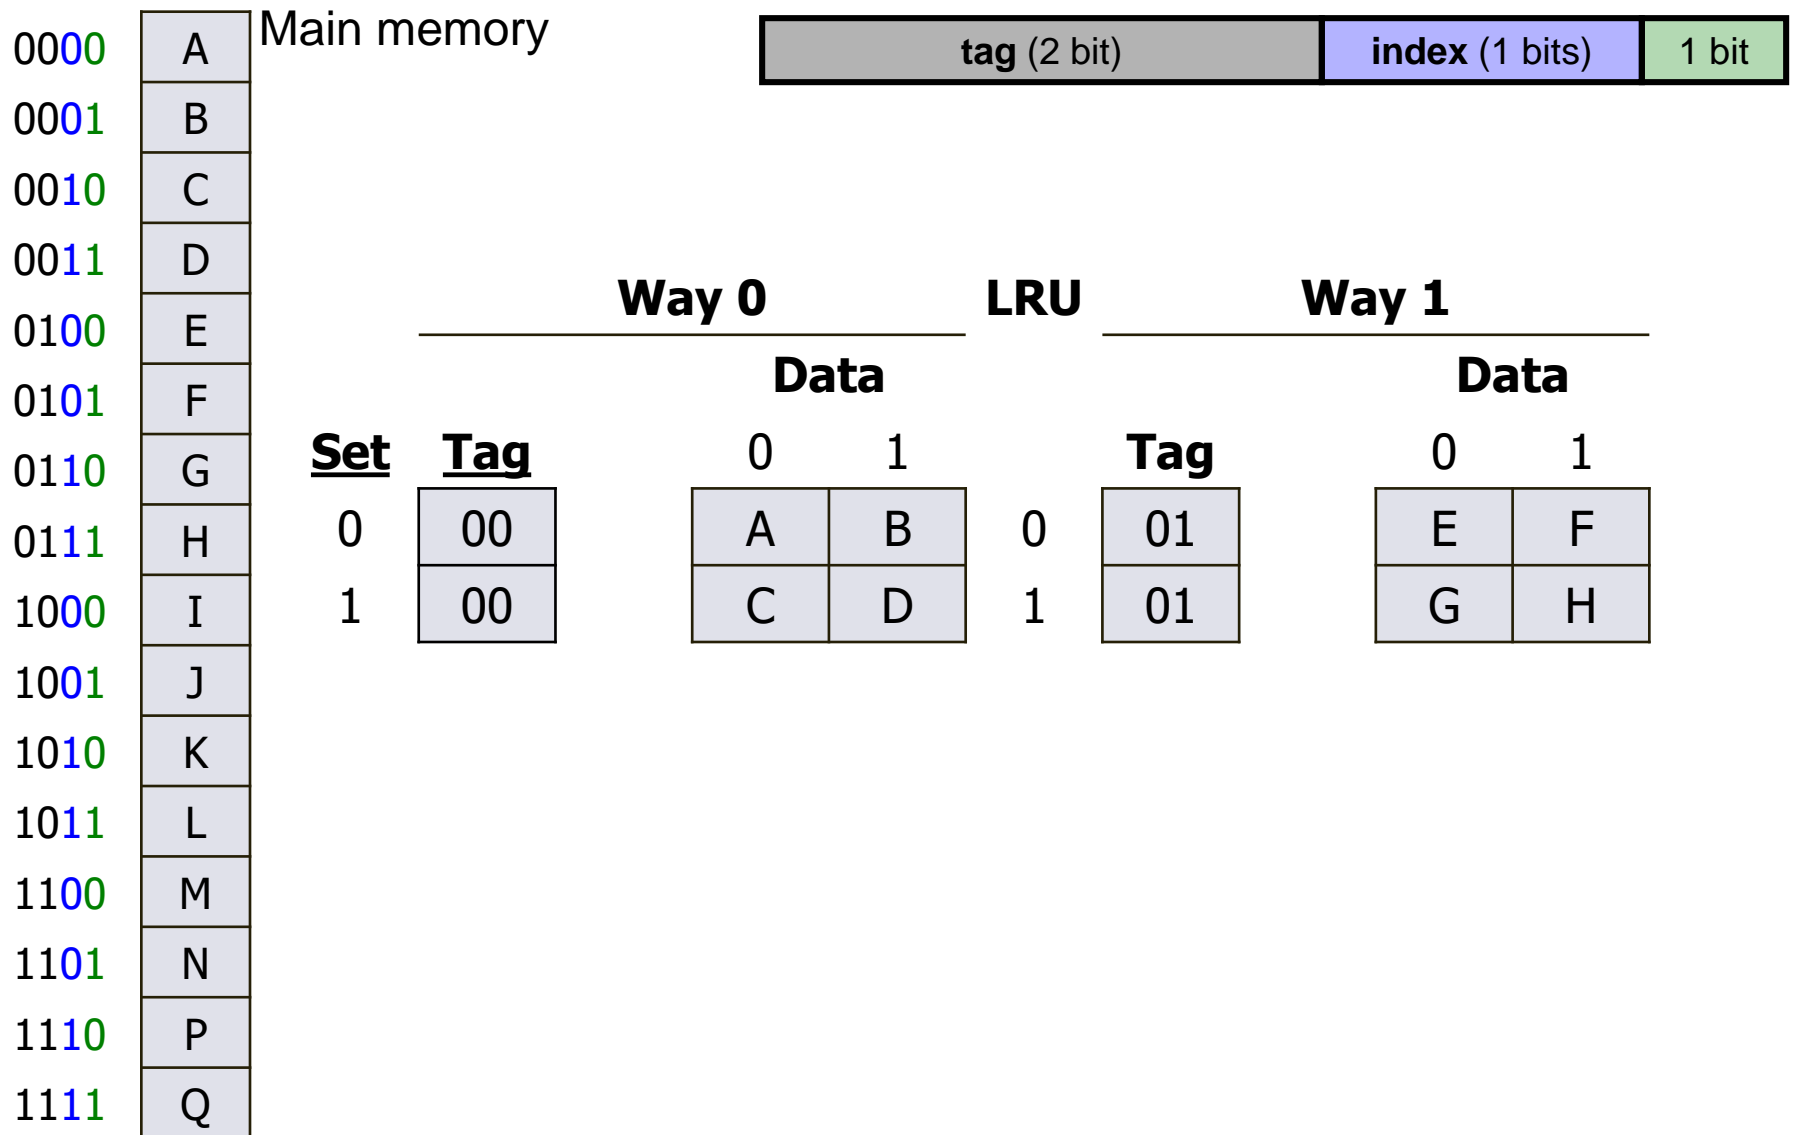 Main memory
tag (2 bit) index (1 bits) 1 bit
0000 A
0001 B
0010 C
0011 D
0100 E
0101 F
0110 G
0111 H
1000 I
1001 J
1010 K
1011 L
1100 M
1101 N
1110 P
1111 Q
Way 0 LRU Way 1
Data Data
Set Tag 0 1 Tag 0 1
0 00 A B 0 01 E F
1 00 C D 1 01 G H